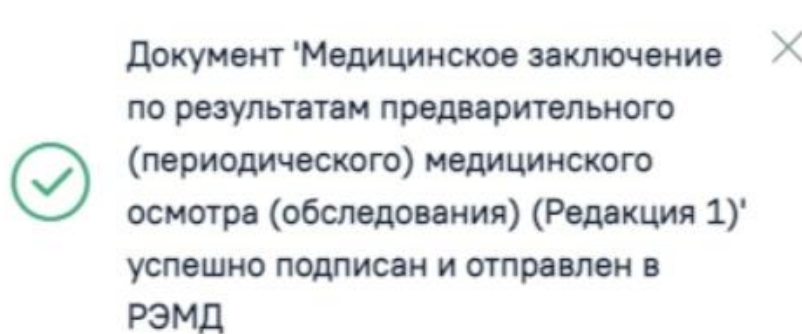 Документ 'Медицинское заключение
по результатам предварительного
(периодического) медицинского
осмотра (обследования) (Редакция 1)'
успешно подписан и отправлен в
РЭМД